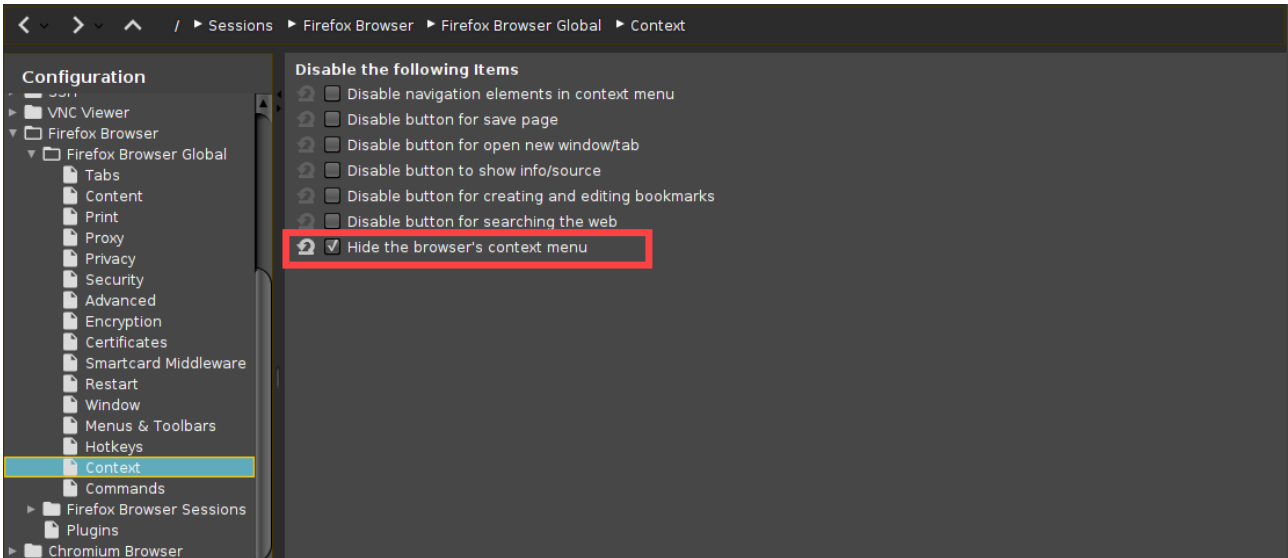 / Sessions Firefox Browser Firefox Browser Global Context
Configuration
VNC Viewer
Firefox Browser
Firefox Browser Global
Tabs
Content
Print
Proxy
Privacy
Security
Advanced
Encryption
Certificates
Smartcard Middleware
Restart
Window
Menus & Toolbars
Hotkeys
Context
Commands
Firefox Browser Sessions
Plugins
Chromium Browser
Disable the following Items
Disable navigation elements in context menu
Disable button for save page
Disable button for open new window/tab
Disable button to show info/source
Disable button for creating and editing bookmarks
Disable button for searching the web
Hide the browser's context menu